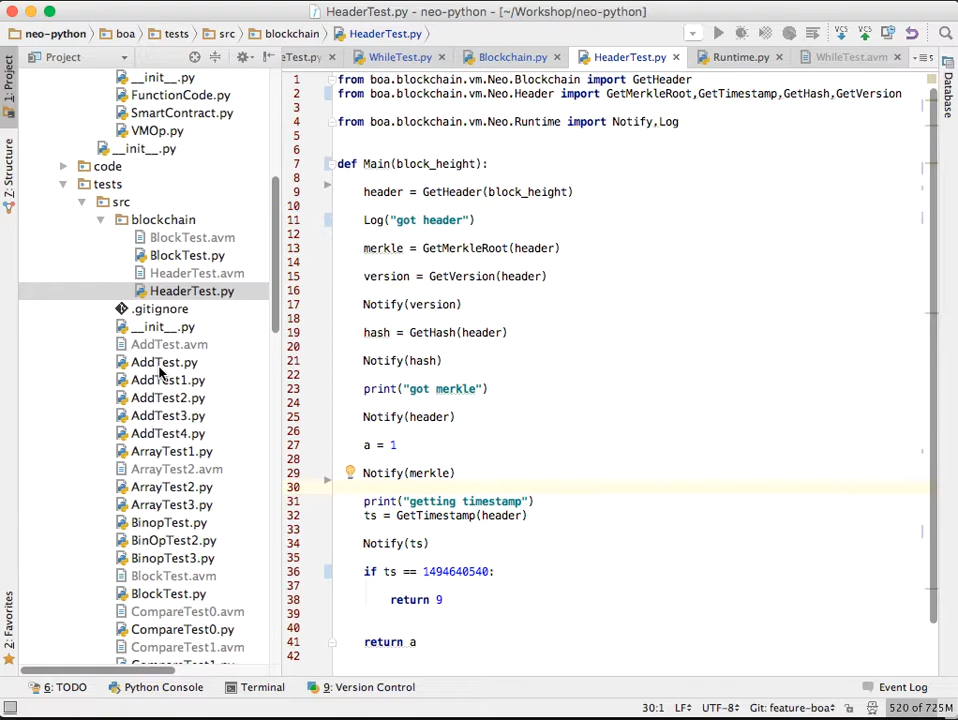 HeaderTest.py - neo-python - [~/Workshop/neo-python]
neo-python boa tests src blockchain HeaderTest.py
Project
eTest.py WhileTest.py Blockchain.py HeaderTest.py Runtime.py WhileTest.avm
1: Project
7: Structure
2: Favorites
Database
__init__.py
FunctionCode.py
SmartContract.py
VMOp.py
__init__.py
code
tests
src
blockchain
BlockTest.avm
BlockTest.py
HeaderTest.avm
HeaderTest.py
.gitignore
__init__.py
AddTest.avm
AddTest.py
AddTest1.py
AddTest2.py
AddTest3.py
AddTest4.py
ArrayTest1.py
ArrayTest2.avm
ArrayTest2.py
ArrayTest3.py
BinopTest.py
BinOpTest2.py
BinopTest3.py
BlockTest.avm
BlockTest.py
CompareTest0.avm
CompareTest0.py
CompareTest1.avm
1 from boa.blockchain.vm.Neo.Blockchain import GetHeader
2 from boa.blockchain.vm.Neo.Header import GetMerkleRoot,GetTimestamp,GetHash,GetVersion
3
4 from boa.blockchain.vm.Neo.Runtime import Notify,Log
5
6
7 def Main(block_height):
8
9 header = GetHeader(block_height)
10
11 Log("got header")
12
13 merkle = GetMerkleRoot(header)
14
15 version = GetVersion(header)
16
17 Notify(version)
18
19 hash = GetHash(header)
20
21 Notify(hash)
22
23 print("got merkle")
24
25 Notify(header)
26
27 a = 1
28
29 Notify(merkle)
30
31 print("getting timestamp")
32 ts = GetTimestamp(header)
33
34 Notify(ts)
35
36 if ts == 1494640540:
37
38 return 9
39
40
41 return a
42
6: TODO Python Console Terminal 9: Version Control Event Log
30:1 LF UTF-8 Git: feature-boa 520 of 725M